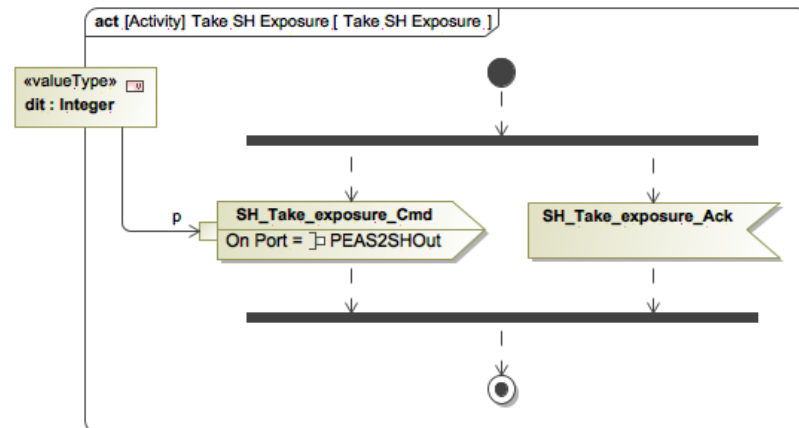 act [Activity] Take SH Exposure [ Take SH Exposure ]
«valueType»
dit : Integer
p
SH_Take_exposure_Cmd
On Port = PEAS2SHOut
SH_Take_exposure_Ack